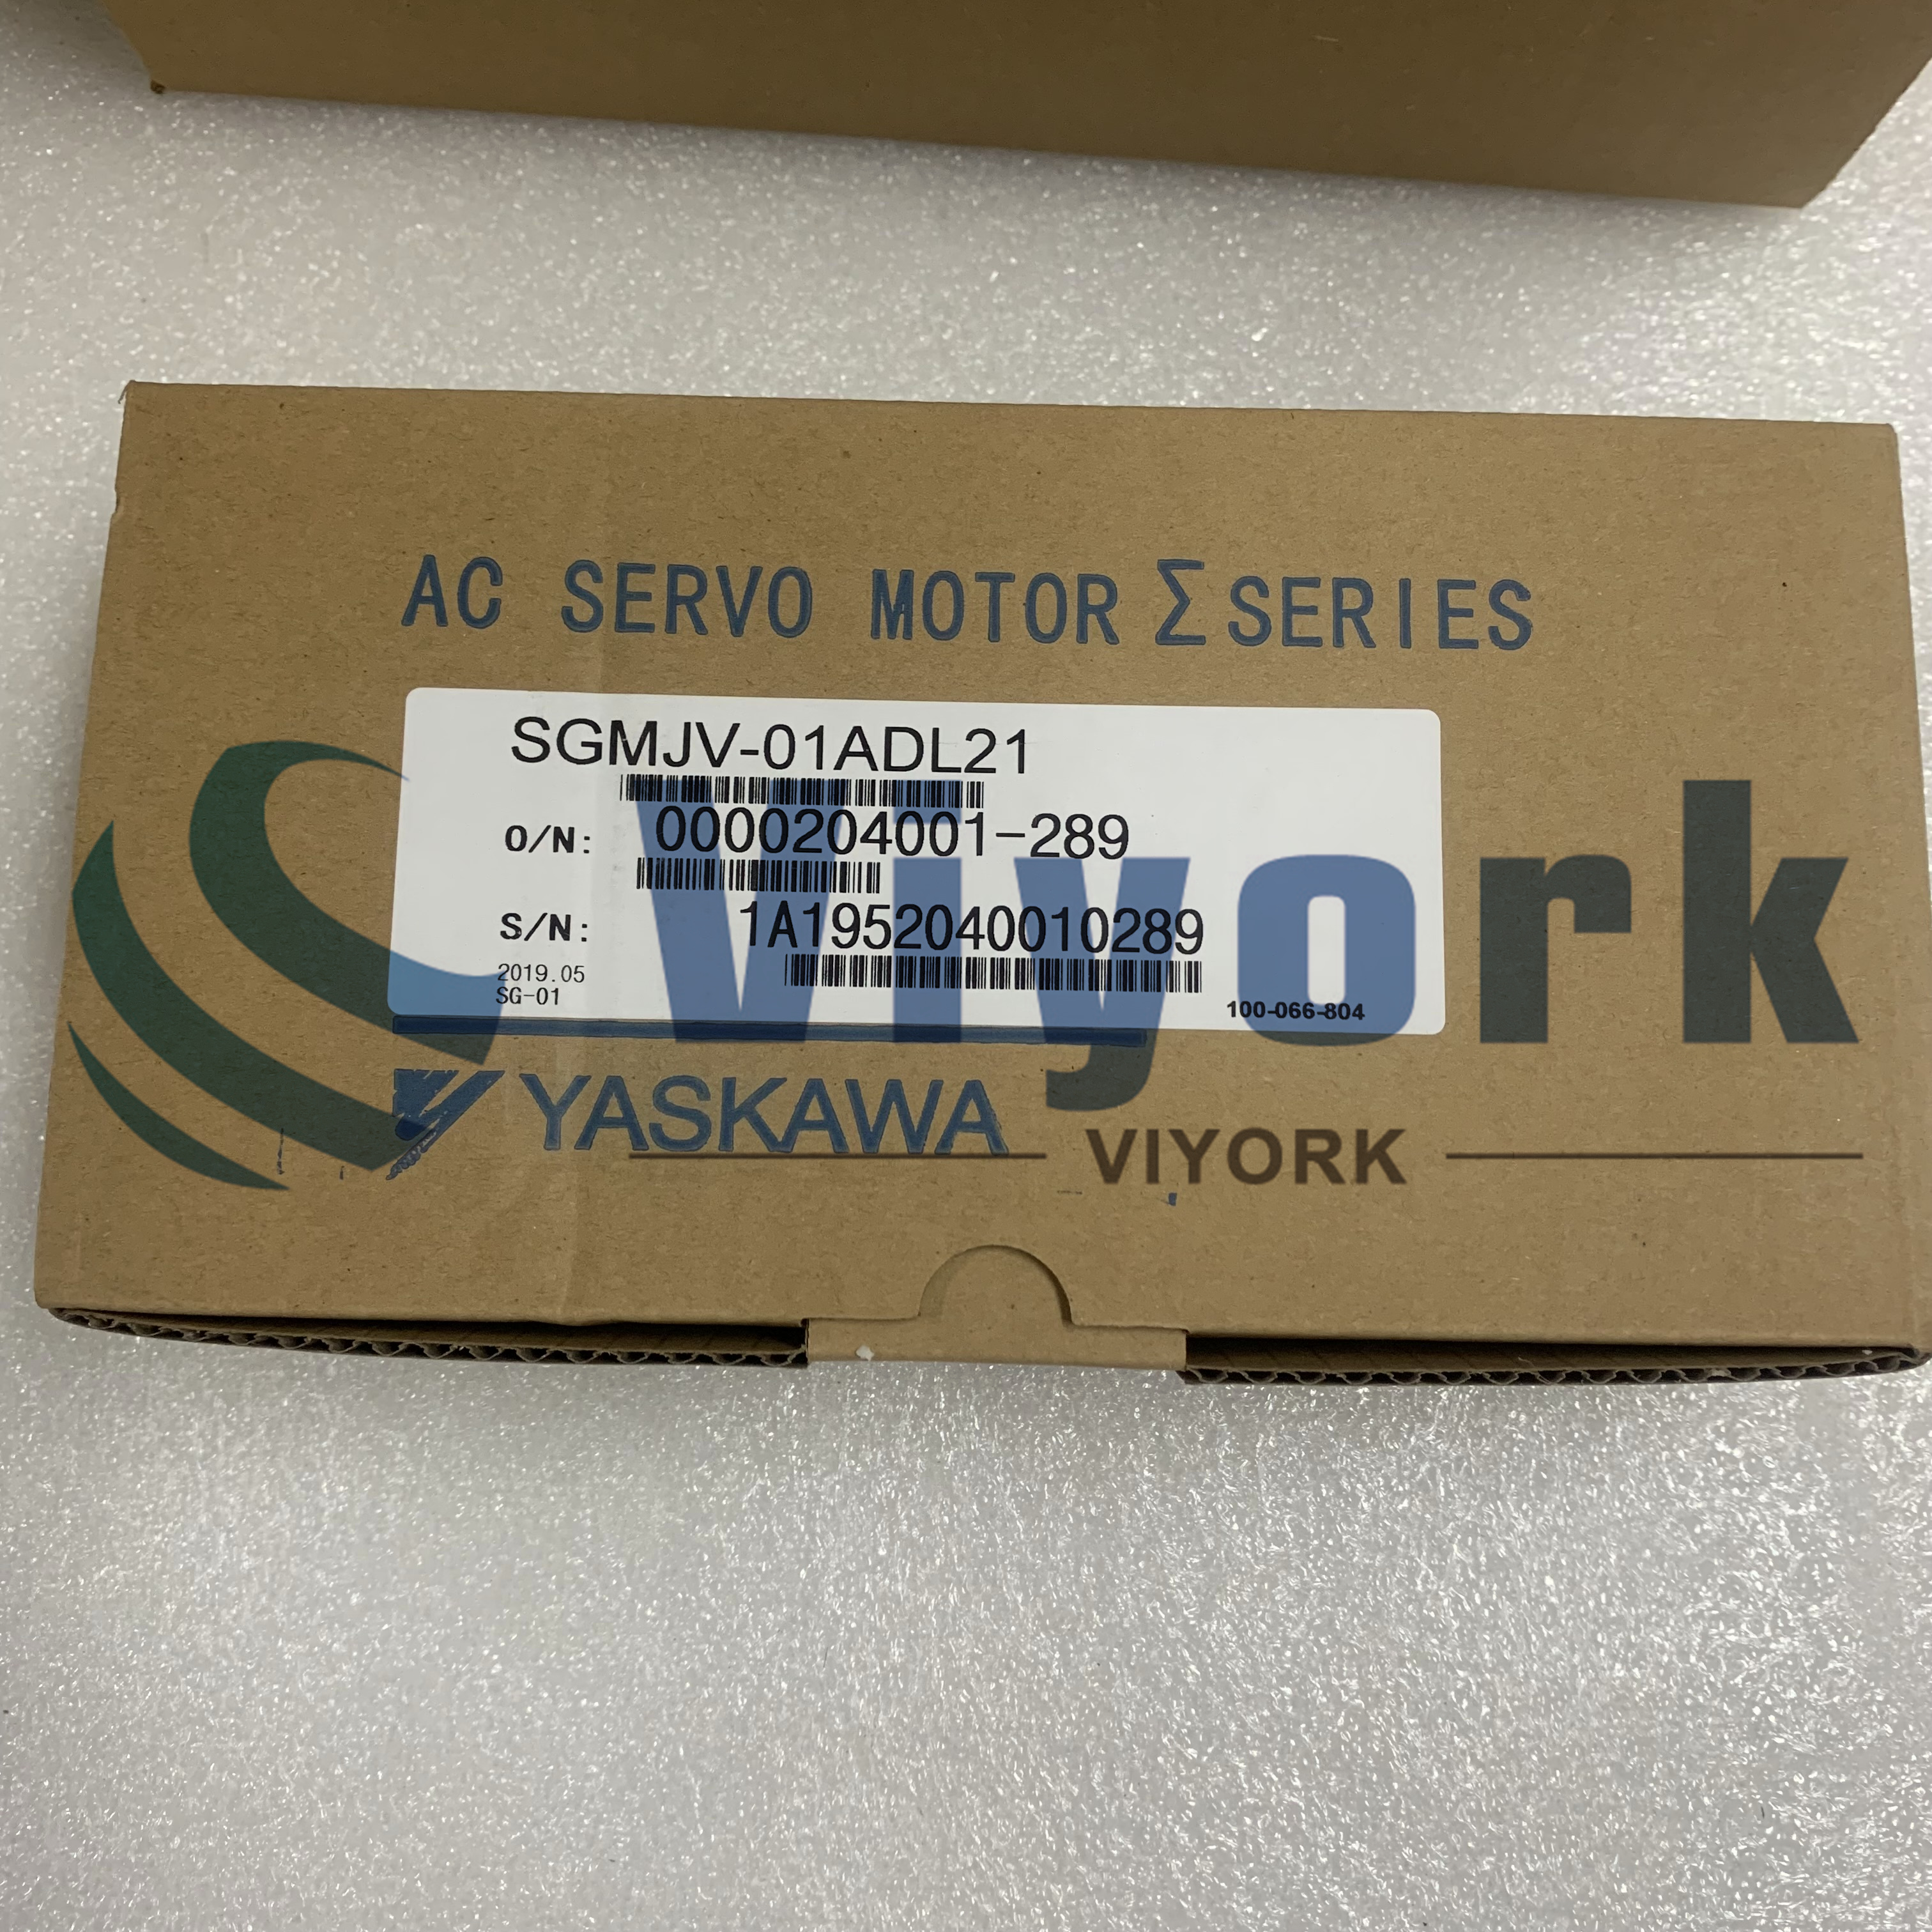 AC SERVO MOTOR Σ SERIES
SGMJV-01ADL21
O/N: 0000204001-289
S/N: 1A1952040010289
2019.05
SG-01
100-066-804
Viyork
YASKAWA
VIYORK